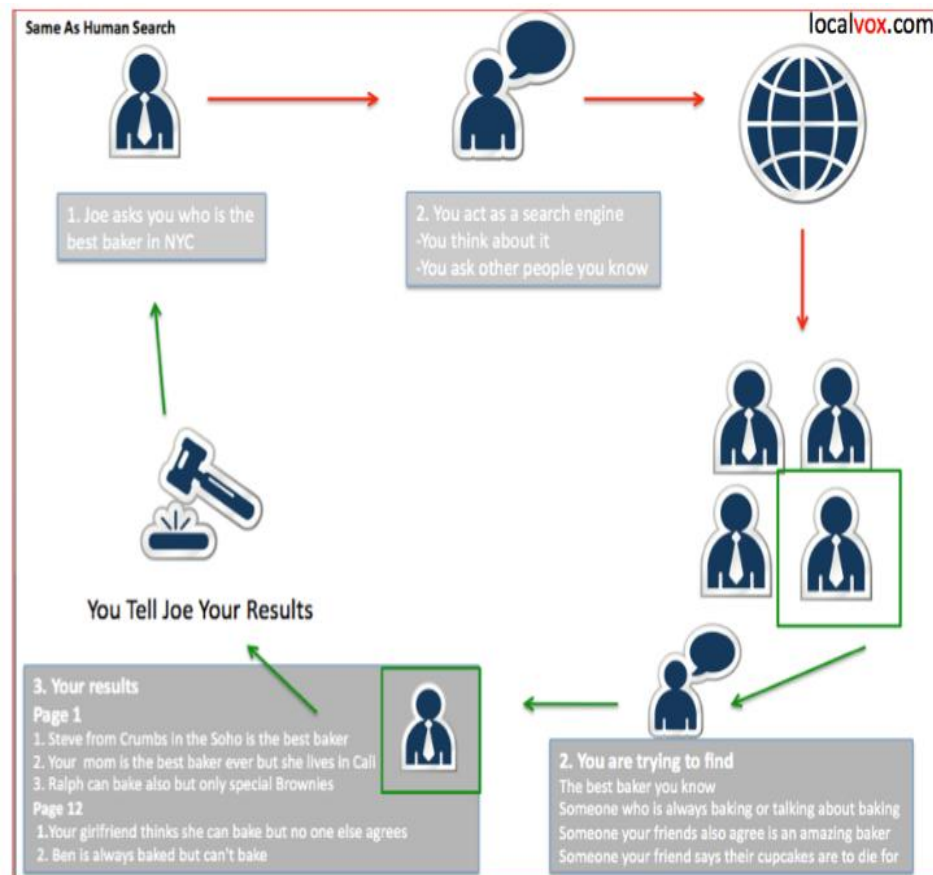 Same As Human Search
localvox.com
1. Joe asks you who is the
best baker in NYC
2. You act as a search engine
-You think about it
-You ask other people you know
You Tell Joe Your Results
3. Your results
Page 1
1. Steve from Crumbs in the Soho is the best baker
2. Your mom is the best baker ever but she lives in Cali
3. Ralph can bake also but only special Brownies
Page 12
1.Your girlfriend thinks she can bake but no one else agrees
2. Ben is always baked but can't bake
2. You are trying to find
The best baker you know
Someone who is always baking or talking about baking
Someone your friends also agree is an amazing baker
Someone your friend says their cupcakes are to die for